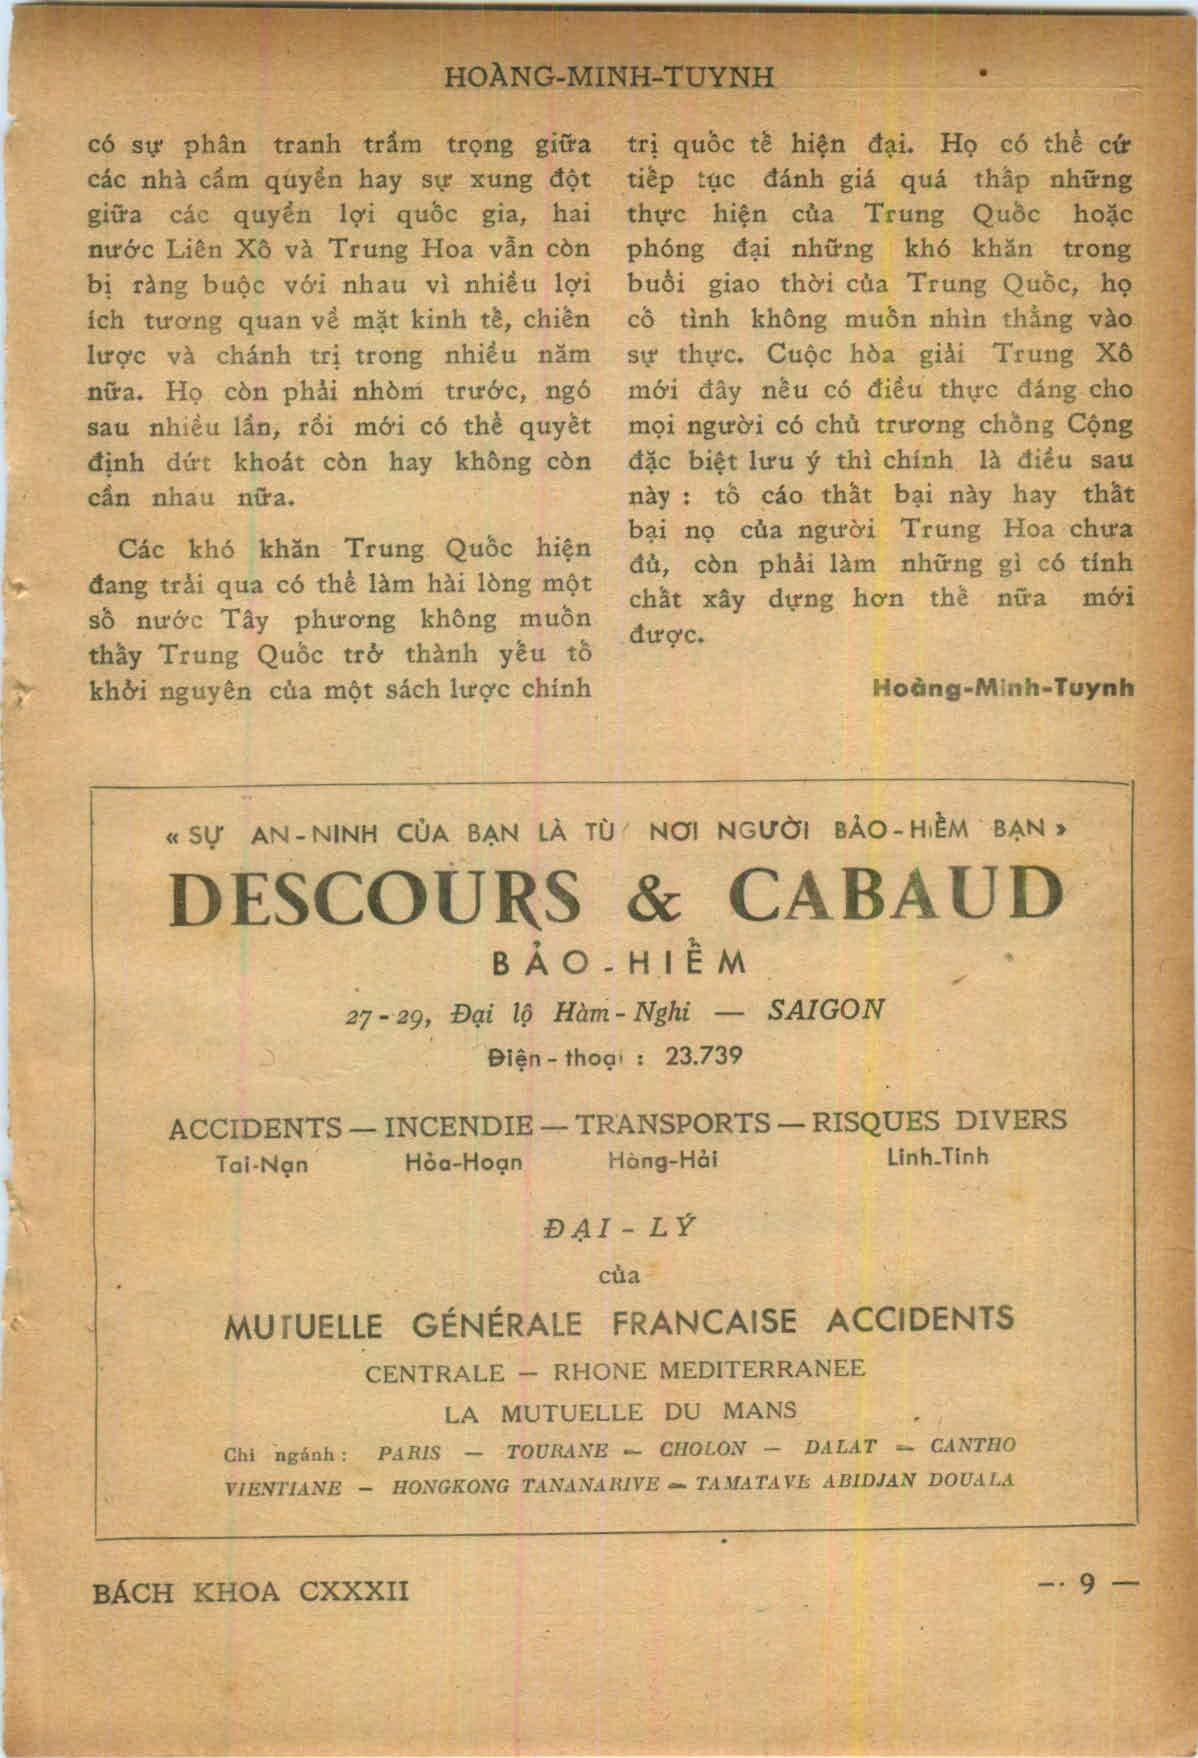 HOÀNG-MINH-TUYNH
có sự phân tranh trầm trọng giữa
các nhà cầm quyền hay sự xung đột
giữa các quyền lợi quốc gia, hai
nước Liên Xô và Trung Hoa vẫn còn
bị ràng buộc với nhau vì nhiều lợi
ích tương quan về mặt kinh tế, chiến
lược và chánh trị trong nhiều năm
nữa. Họ còn phải nhòm trước, ngó
sau nhiều lần, rồi mới có thể quyết
định dứt khoát còn hay không còn
cần nhau nữa.
Các khó khăn Trung Quốc hiện
đang trải qua có thể làm hài lòng một
số nước Tây phương không muốn
thấy Trung Quốc trở thành yếu tố
khởi nguyên của một sách lược chính
trị quốc tế hiện đại. Họ có thể cứ
tiếp tục đánh giá quá thấp những
thực hiện của Trung Quốc hoặc
phóng đại những khó khăn trong
buổi giao thời của Trung Quốc, họ
cố tình không muốn nhìn thẳng vào
sự thực. Cuộc hòa giải Trung Xô
mới đây nếu có điều thực đáng cho
mọi người có chủ trương chống Cộng
đặc biệt lưu ý thì chính là điều sau
này : tố cáo thất bại này hay thất
bại nọ của người Trung Hoa chưa
đủ, còn phải làm những gì có tính
chất xây dựng hơn thế nữa mới
được.
Hoàng-Minh-Tuynh
« SỰ AN-NINH CỦA BẠN LÀ TÙ NƠI NGƯỜI BẢO-HIỂM BẠN »
DESCOURS & CABAUD
BẢO-HIỂM
27-29, Đại lộ Hàm-Nghi — SAIGON
Điện-thoại : 23.739
ACCIDENTS — INCENDIE — TRANSPORTS — RISQUES DIVERS
Tai-Nạn Hỏa-Hoạn Hàng-Hải Linh-Tinh
ĐẠI-LÝ
của
MUTUELLE GÉNÉRALE FRANCAISE ACCIDENTS
CENTRALE — RHONE MEDITERRANEE
LA MUTUELLE DU MANS
Chi ngánh : PARIS — TOURANE — CHOLON — DALAT — CANTHO
VIENTIANE — HONGKONG TANANARIVE — TAMATAVE ABIDJAN DOUALA
BÁCH KHOA CXXXII
— 9 —